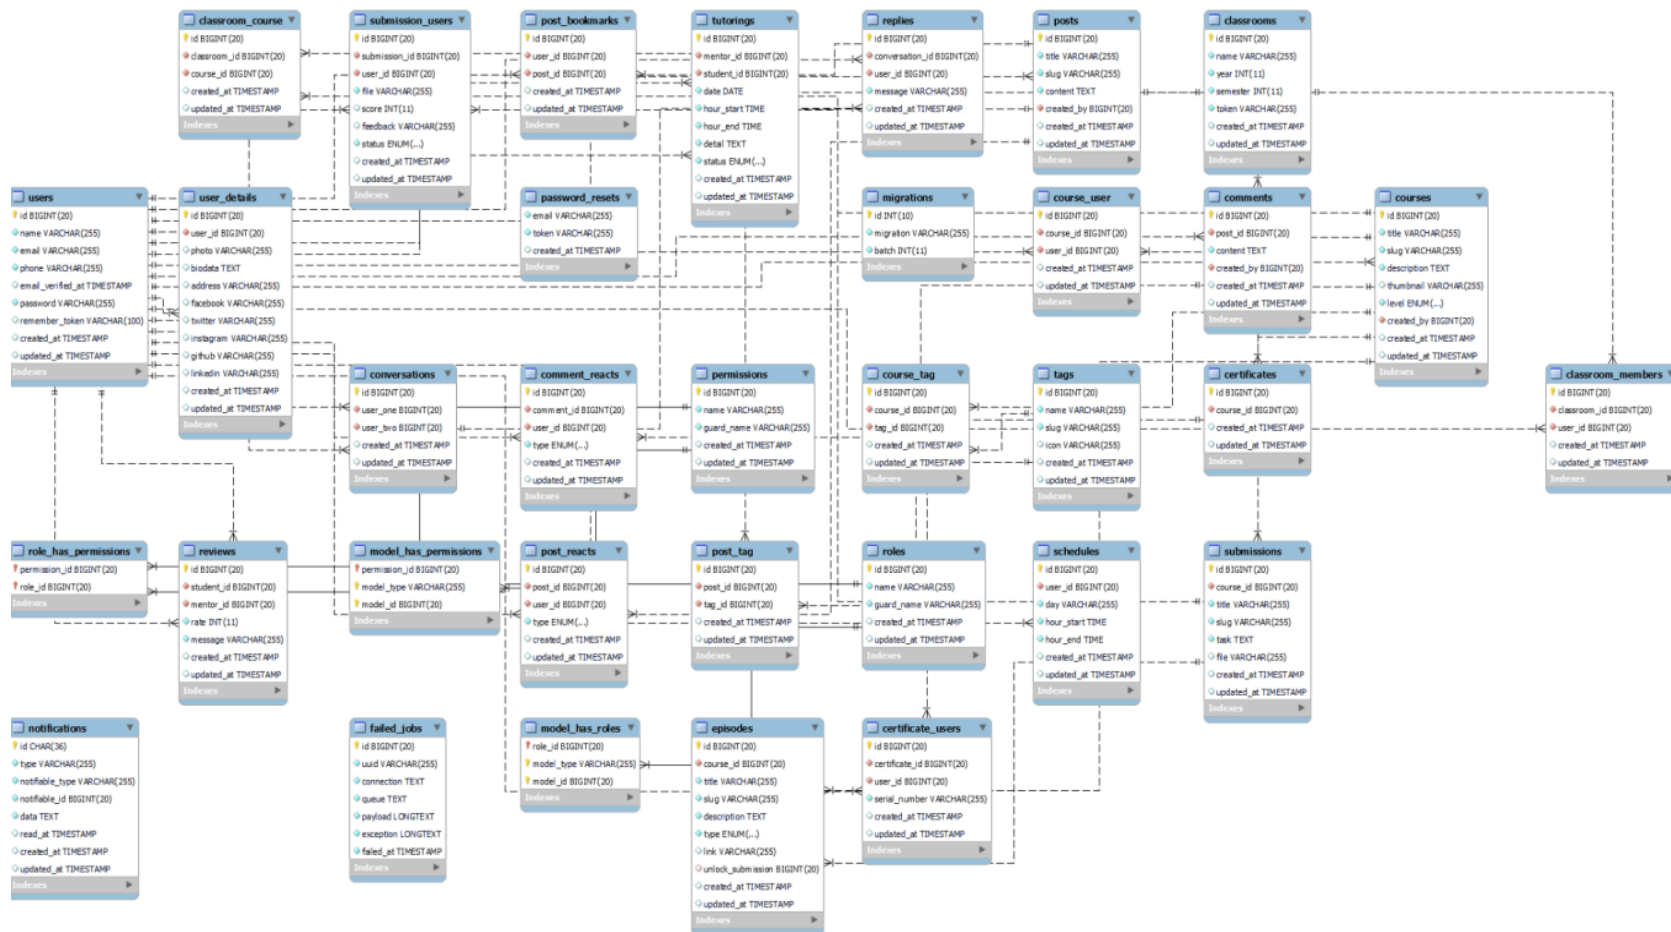 classroom_course
id BIGINT(20)
classroom_id BIGINT(20)
course_id BIGINT(20)
created_at TIMESTAMP
updated_at TIMESTAMP
Indexes
submission_users
id BIGINT(20)
submission_id BIGINT(20)
user_id BIGINT(20)
file VARCHAR(255)
score INT(11)
feedback VARCHAR(255)
status ENUM(...)
created_at TIMESTAMP
updated_at TIMESTAMP
Indexes
post_bookmarks
id BIGINT(20)
user_id BIGINT(20)
post_id BIGINT(20)
created_at TIMESTAMP
updated_at TIMESTAMP
Indexes
tutorings
id BIGINT(20)
mentor_id BIGINT(20)
student_id BIGINT(20)
date DATE
hour_start TIME
hour_end TIME
detail TEXT
status ENUM(...)
created_at TIMESTAMP
updated_at TIMESTAMP
Indexes
replies
id BIGINT(20)
conversation_id BIGINT(20)
user_id BIGINT(20)
message VARCHAR(255)
created_at TIMESTAMP
updated_at TIMESTAMP
Indexes
posts
id BIGINT(20)
title VARCHAR(255)
slug VARCHAR(255)
content TEXT
created_by BIGINT(20)
created_at TIMESTAMP
updated_at TIMESTAMP
Indexes
classrooms
id BIGINT(20)
name VARCHAR(255)
year INT(11)
semester INT(11)
token VARCHAR(255)
created_at TIMESTAMP
updated_at TIMESTAMP
Indexes
users
id BIGINT(20)
name VARCHAR(255)
email VARCHAR(255)
phone VARCHAR(255)
email_verified_at TIMESTAMP
password VARCHAR(255)
remember_token VARCHAR(100)
created_at TIMESTAMP
updated_at TIMESTAMP
Indexes
user_details
id BIGINT(20)
user_id BIGINT(20)
photo VARCHAR(255)
biodata TEXT
address VARCHAR(255)
facebook VARCHAR(255)
twitter VARCHAR(255)
instagram VARCHAR(255)
github VARCHAR(255)
linkedin VARCHAR(255)
created_at TIMESTAMP
updated_at TIMESTAMP
Indexes
password_resets
email VARCHAR(255)
token VARCHAR(255)
created_at TIMESTAMP
Indexes
migrations
id INT(10)
migration VARCHAR(255)
batch INT(11)
Indexes
course_user
id BIGINT(20)
course_id BIGINT(20)
user_id BIGINT(20)
created_at TIMESTAMP
updated_at TIMESTAMP
Indexes
comments
id BIGINT(20)
post_id BIGINT(20)
content TEXT
created_by BIGINT(20)
created_at TIMESTAMP
updated_at TIMESTAMP
Indexes
courses
id BIGINT(20)
title VARCHAR(255)
slug VARCHAR(255)
description TEXT
thumbnail VARCHAR(255)
level ENUM(...)
created_by BIGINT(20)
created_at TIMESTAMP
updated_at TIMESTAMP
Indexes
conversations
id BIGINT(20)
user_one BIGINT(20)
user_two BIGINT(20)
created_at TIMESTAMP
updated_at TIMESTAMP
Indexes
comment_reacts
id BIGINT(20)
comment_id BIGINT(20)
user_id BIGINT(20)
type ENUM(...)
created_at TIMESTAMP
updated_at TIMESTAMP
Indexes
permissions
id BIGINT(20)
name VARCHAR(255)
guard_name VARCHAR(255)
created_at TIMESTAMP
updated_at TIMESTAMP
Indexes
course_tag
id BIGINT(20)
course_id BIGINT(20)
tag_id BIGINT(20)
created_at TIMESTAMP
updated_at TIMESTAMP
Indexes
tags
id BIGINT(20)
name VARCHAR(255)
slug VARCHAR(255)
icon VARCHAR(255)
created_at TIMESTAMP
updated_at TIMESTAMP
Indexes
certificates
id BIGINT(20)
course_id BIGINT(20)
created_at TIMESTAMP
updated_at TIMESTAMP
Indexes
classroom_members
id BIGINT(20)
classroom_id BIGINT(20)
user_id BIGINT(20)
created_at TIMESTAMP
updated_at TIMESTAMP
Indexes
role_has_permissions
permission_id BIGINT(20)
role_id BIGINT(20)
Indexes
reviews
id BIGINT(20)
student_id BIGINT(20)
mentor_id BIGINT(20)
rate INT(11)
message VARCHAR(255)
created_at TIMESTAMP
updated_at TIMESTAMP
Indexes
model_has_permissions
permission_id BIGINT(20)
model_type VARCHAR(255)
model_id BIGINT(20)
Indexes
post_reacts
id BIGINT(20)
post_id BIGINT(20)
user_id BIGINT(20)
type ENUM(...)
created_at TIMESTAMP
updated_at TIMESTAMP
Indexes
post_tag
id BIGINT(20)
post_id BIGINT(20)
tag_id BIGINT(20)
created_at TIMESTAMP
updated_at TIMESTAMP
Indexes
roles
id BIGINT(20)
name VARCHAR(255)
guard_name VARCHAR(255)
created_at TIMESTAMP
updated_at TIMESTAMP
Indexes
schedules
id BIGINT(20)
user_id BIGINT(20)
day VARCHAR(255)
hour_start TIME
hour_end TIME
created_at TIMESTAMP
updated_at TIMESTAMP
Indexes
submissions
id BIGINT(20)
course_id BIGINT(20)
title VARCHAR(255)
slug VARCHAR(255)
task TEXT
file VARCHAR(255)
created_at TIMESTAMP
updated_at TIMESTAMP
Indexes
notifications
id CHAR(36)
type VARCHAR(255)
notifiable_type VARCHAR(255)
notifiable_id BIGINT(20)
data TEXT
read_at TIMESTAMP
created_at TIMESTAMP
updated_at TIMESTAMP
Indexes
failed_jobs
id BIGINT(20)
uuid VARCHAR(255)
connection TEXT
queue TEXT
payload LONGTEXT
exception LONGTEXT
failed_at TIMESTAMP
Indexes
model_has_roles
role_id BIGINT(20)
model_type VARCHAR(255)
model_id BIGINT(20)
Indexes
episodes
id BIGINT(20)
course_id BIGINT(20)
title VARCHAR(255)
slug VARCHAR(255)
description TEXT
type ENUM(...)
link VARCHAR(255)
unlock_submission BIGINT(20)
created_at TIMESTAMP
updated_at TIMESTAMP
Indexes
certificate_users
id BIGINT(20)
certificate_id BIGINT(20)
user_id BIGINT(20)
serial_number VARCHAR(255)
created_at TIMESTAMP
updated_at TIMESTAMP
Indexes